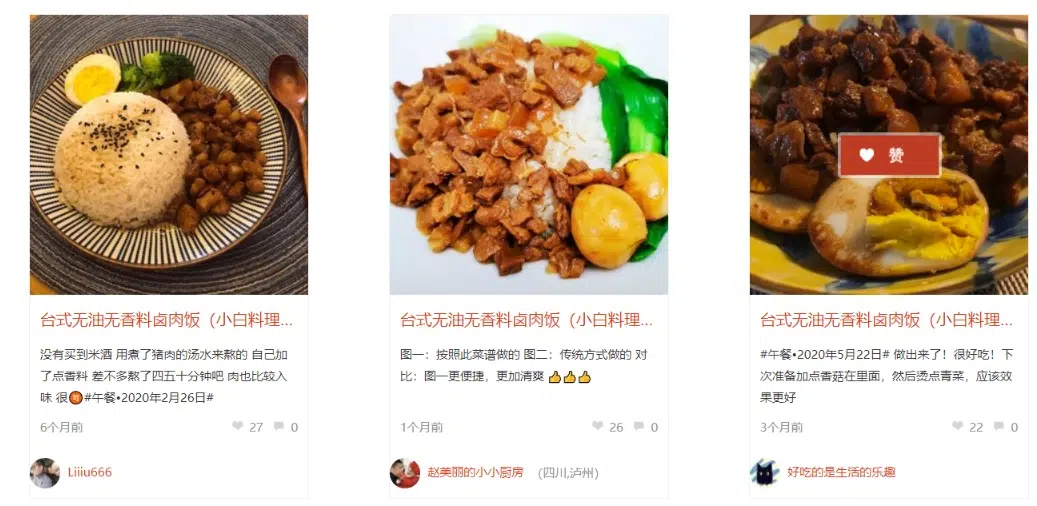 赞
台式无油无香料卤肉饭（小白料理...
没有买到米酒 用煮了猪肉的汤水来熬的 自己加
了点香料 差不多熬了四五十分钟吧 肉也比较入
味 很🉑#午餐•2020年2月26日#
6个月前 27 0
Liiiu666
台式无油无香料卤肉饭（小白料理...
图一：按照此菜谱做的 图二：传统方式做的 对
比：图一更便捷，更加清爽 👍👍👍
1个月前 26 0
赵美丽的小小厨房 (四川,泸州)
台式无油无香料卤肉饭（小白料理...
#午餐•2020年5月22日# 做出来了！很好吃！下
次准备加点香菇在里面，然后烫点青菜，应该效
果更好
3个月前 22 0
好吃的是生活的乐趣